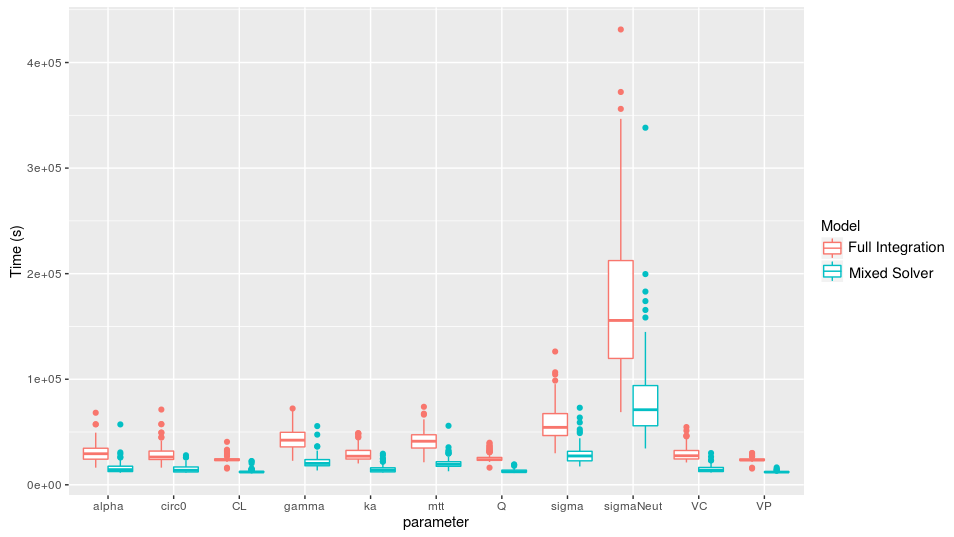 4e+05
3e+05
2e+05
1e+05
0e+00
Time (s)
alpha circ0 CL gamma ka mtt Q sigma sigmaNeut VC VP
parameter
Model
Full Integration
Mixed Solver